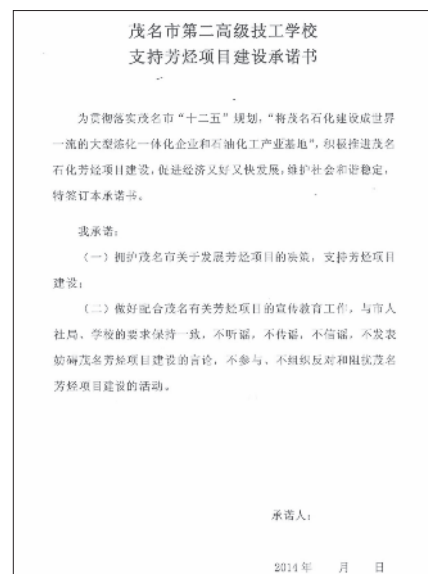 茂名市第二高级技工学校
支持芳烃项目建设承诺书
为贯彻落实茂名市“十二五”规划，“将茂名石化建设成世界
一流的大型炼化一体化企业和石油化工产业基地”，积极推进茂名
石化芳烃项目建设，促进经济又好又快发展，维护社会和谐稳定，
特签订本承诺书。
我承诺：
（一）拥护茂名市关于发展芳烃项目的决策，支持芳烃项目
建设；
（二）做好配合茂名有关芳烃项目的宣传教育工作，与市人
社局、学校的要求保持一致，不听谣，不传谣，不信谣，不发表
妨碍茂名芳烃项目建设的言论，不参与、不组织反对和阻扰茂名
芳烃项目建设的活动。
承诺人：
2014年 月 日